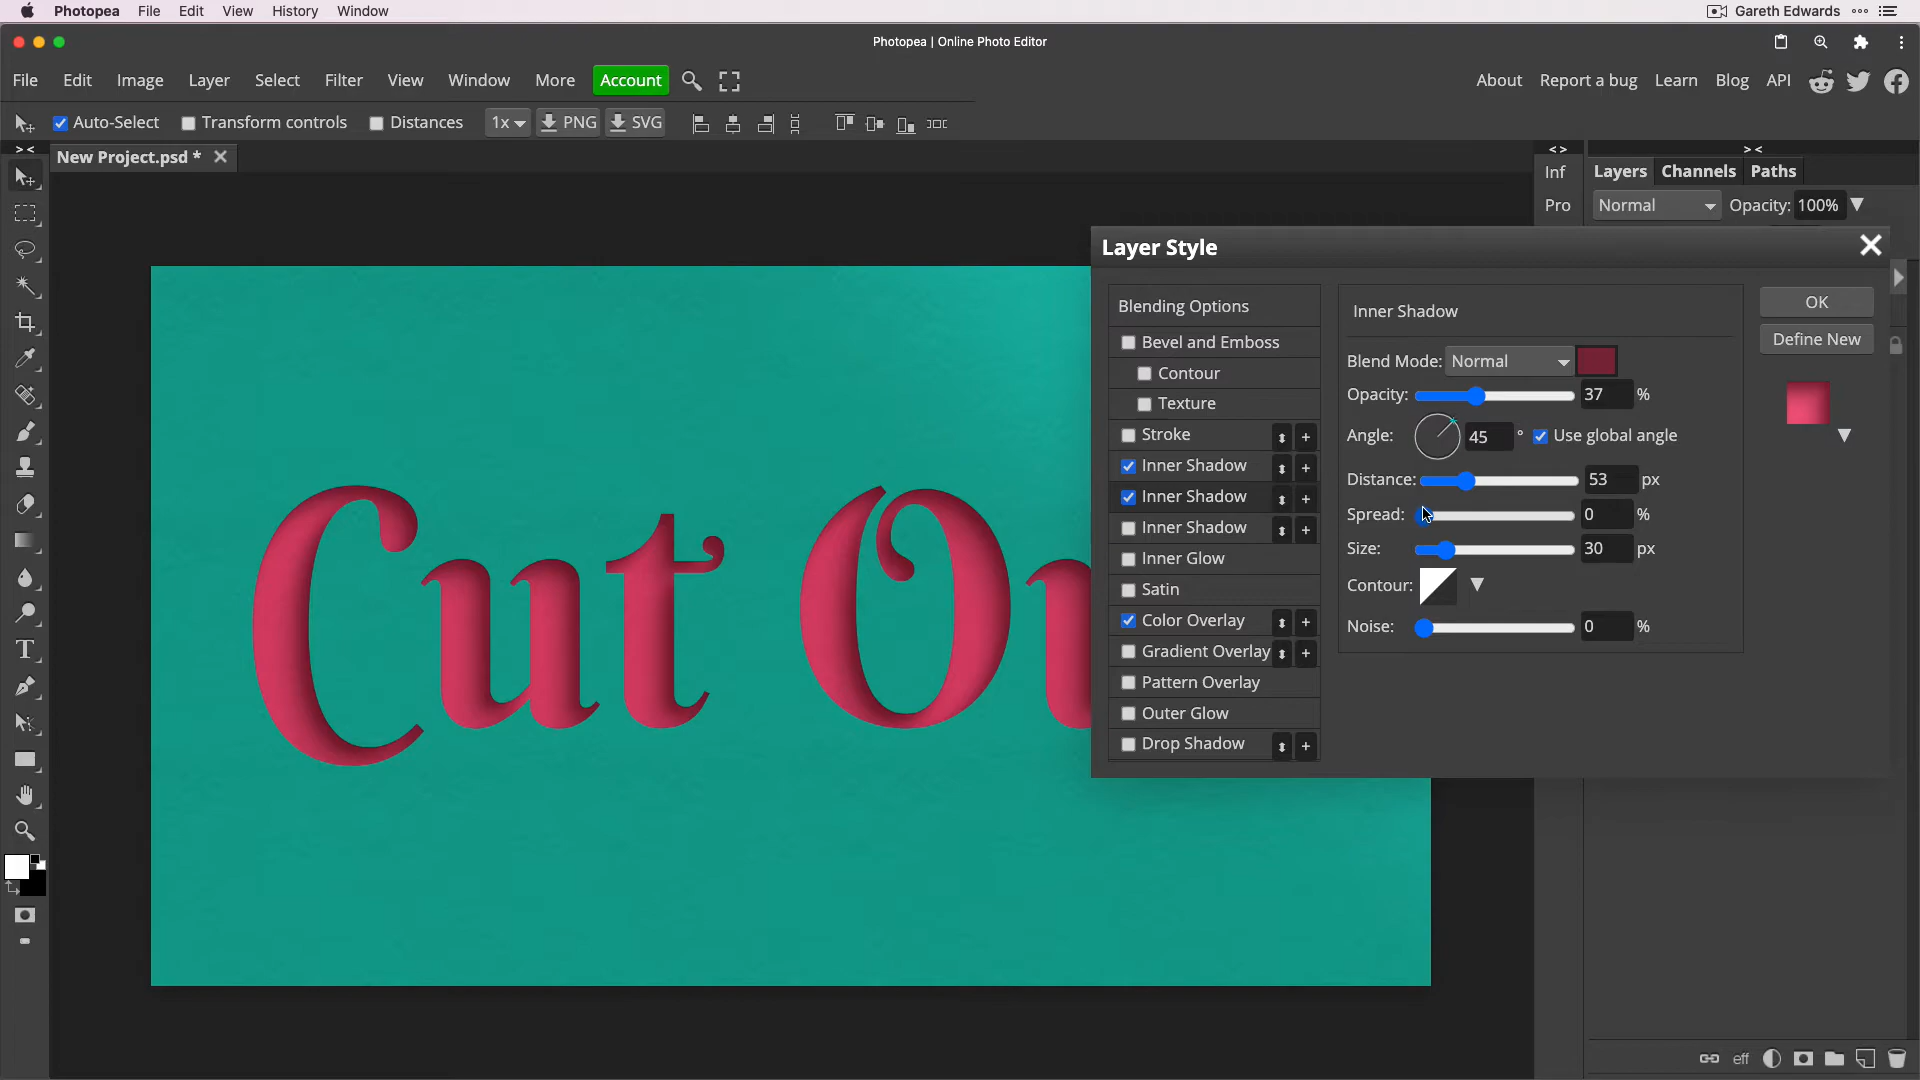 Photopea File Edit View History Window Gareth Edwards
Photopea | Online Photo Editor
File Edit Image Layer Select Filter View Window More Account About Report a bug Learn Blog API
Auto-Select Transform controls Distances 1x PNG SVG
New Project.psd *
> < < > > <
Inf
Pro
Layers Channels Paths
Normal Opacity: 100%
Layer Style
Blending Options
Bevel and Emboss
Contour
Texture
Stroke
Inner Shadow
Inner Shadow
Inner Shadow
Inner Glow
Satin
Color Overlay
Gradient Overlay
Pattern Overlay
Outer Glow
Drop Shadow
Inner Shadow
Blend Mode: Normal
Opacity: 37 %
Angle: 45 ° Use global angle
Distance: 53 px
Spread: 0 %
Size: 30 px
Contour:
Noise: 0 %
OK
Define New
Cut Ou
eff